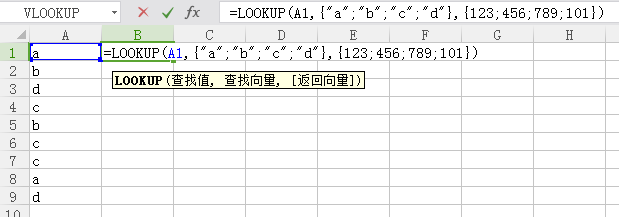 VLOOKUP fx =LOOKUP(A1,{"a";"b";"c";"d"},{123;456;789;101})
A B C D E F G H
1 a =LOOKUP(A1,{"a";"b";"c";"d"},{123;456;789;101})
LOOKUP(查找值, 查找向量, [返回向量])
2 b
3 d
4 c
5 b
6 c
7 c
8 a
9 d
10